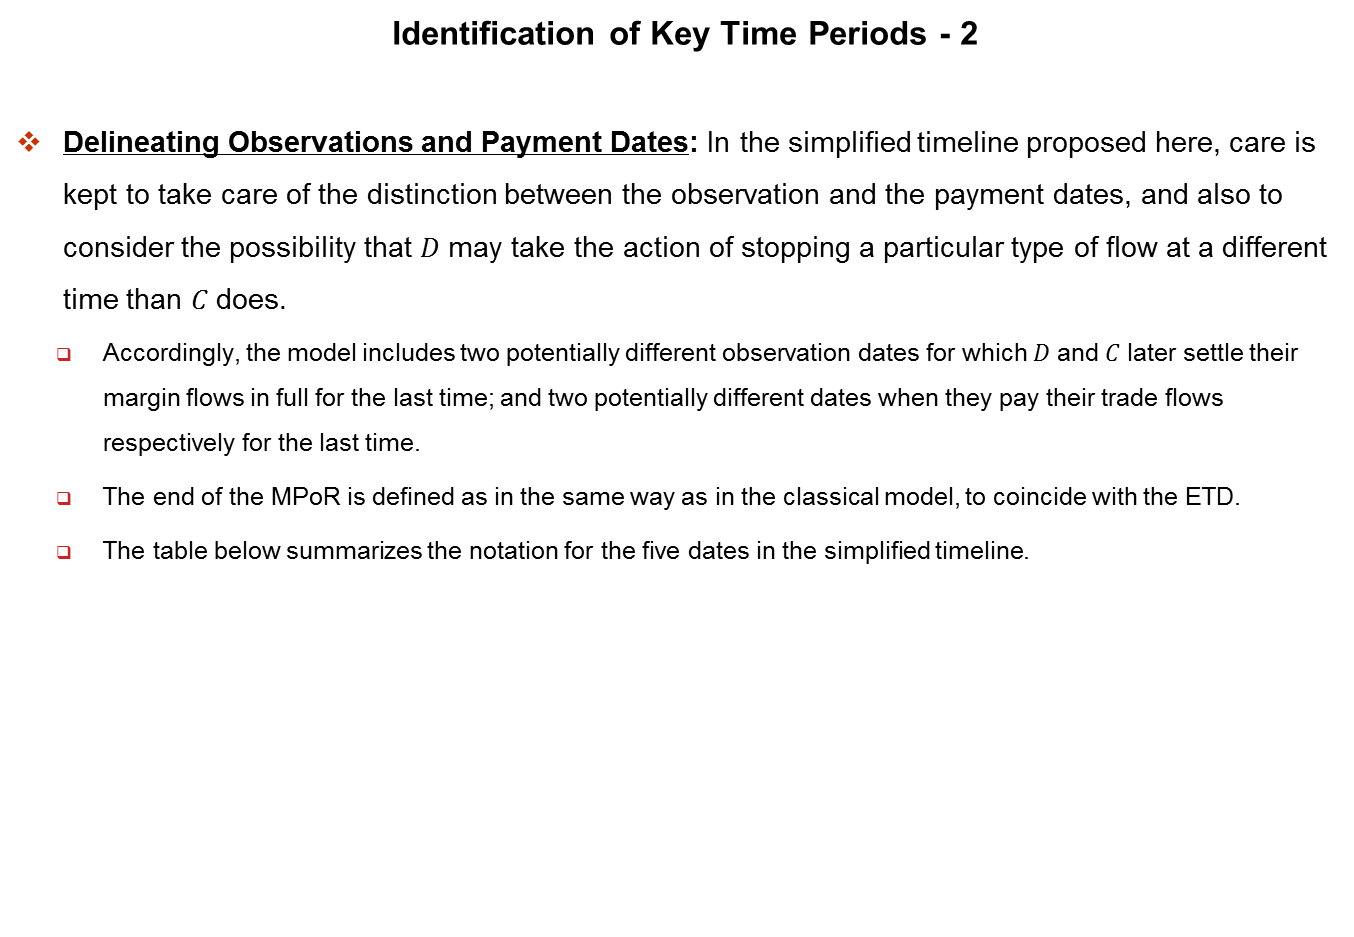 Identification of Key Time Periods - 2
Delineating Observations and Payment Dates: In the simplified timeline proposed here, care is
kept to take care of the distinction between the observation and the payment dates, and also to
consider the possibility that D may take the action of stopping a particular type of flow at a different
time than C does.
Accordingly, the model includes two potentially different observation dates for which D and C later settle their
margin flows in full for the last time; and two potentially different dates when they pay their trade flows
respectively for the last time.
The end of the MPoR is defined as in the same way as in the classical model, to coincide with the ETD.
The table below summarizes the notation for the five dates in the simplified timeline.